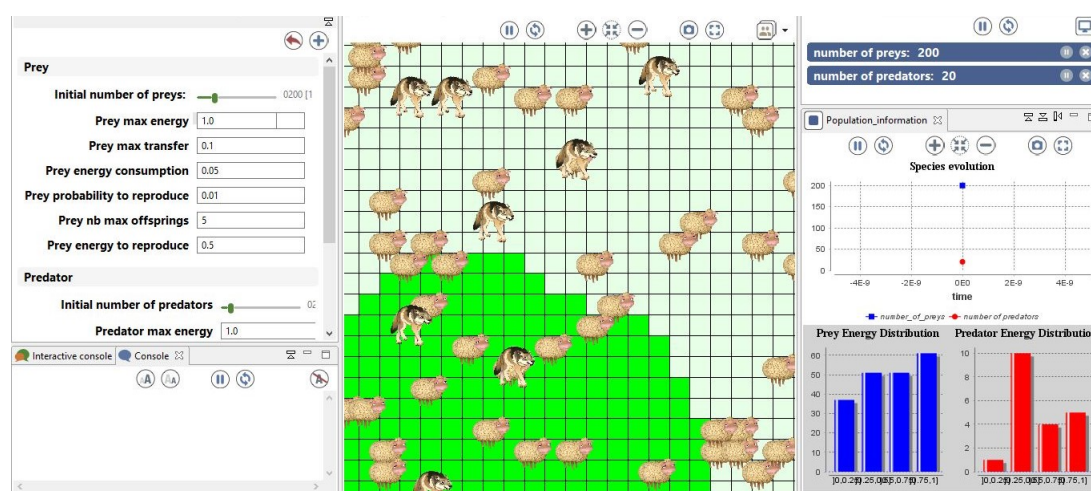 Prey
Initial number of preys: 0200 [1
Prey max energy 1.0
Prey max transfer 0.1
Prey energy consumption 0.05
Prey probability to reproduce 0.01
Prey nb max offsprings 5
Prey energy to reproduce 0.5
Predator
Initial number of predators 02
Predator max energy 1.0
Interactive console Console
number of preys: 200
number of predators: 20
Population_information
Species evolution
200
150
100
50
0
-4E-9 -2E-9 0E0 2E-9 4E-9
time
number_of_preys number of predators
Prey Energy Distribution Predator Energy Distributio
60
50
40
30
20
10
0
10
8
6
4
2
0